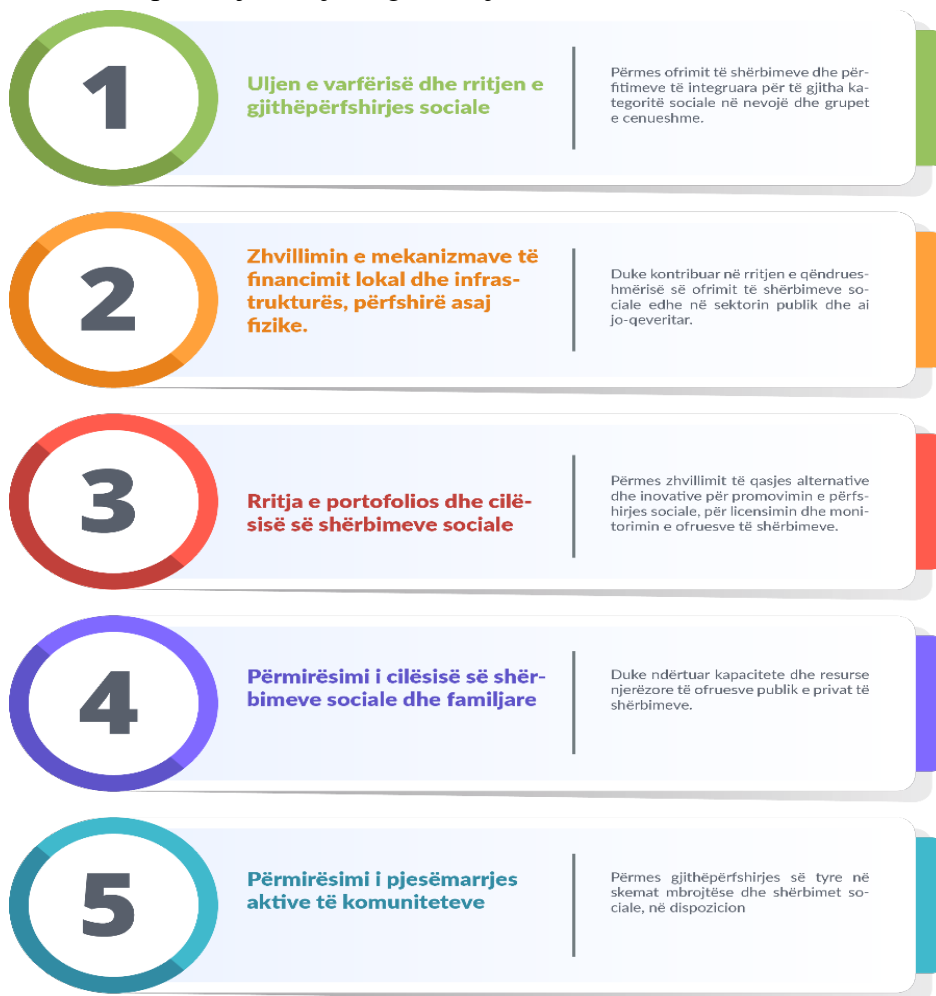 1
Uljen e varfërisë dhe rritjen e
gjithëpërfshirjes sociale
Përmes ofrimit të shërbimeve dhe për-
fitimeve të integruara për të gjitha ka-
tegoritë sociale në nevojë dhe grupet
e cenueshme.
2
Zhvillimin e mekanizmave të
financimit lokal dhe infras-
trukturës, përfshirë asaj
fizike.
Duke kontribuar në rritjen e qëndrues-
hmërisë së ofrimit të shërbimeve so-
ciale edhe në sektorin publik dhe ai
jo-qeveritar.
3
Rritja e portofolios dhe cilë-
sisë së shërbimeve sociale
Përmes zhvillimit të qasjes alternative
dhe inovative për promovimin e përfs-
hirjes sociale, për licensimin dhe moni-
torimin e ofruesve të shërbimeve.
4
Përmirësimi i cilësisë së shër-
bimeve sociale dhe familjare
Duke ndërtuar kapacitete dhe resurse
njerëzore të ofruesve publik e privat të
shërbimeve.
5
Përmirësimi i pjesëmarrjes
aktive të komuniteteve
Përmes gjithëpërfshirjes së tyre në
skemat mbrojtëse dhe shërbimet so-
ciale, në dispozicion